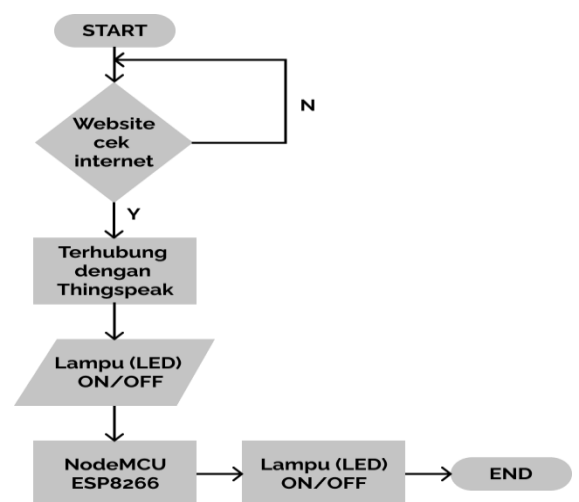 START
N
Website
cek
internet
Y
Terhubung
dengan
Thingspeak
Lampu (LED)
ON/OFF
NodeMCU
ESP8266
Lampu (LED)
ON/OFF
END